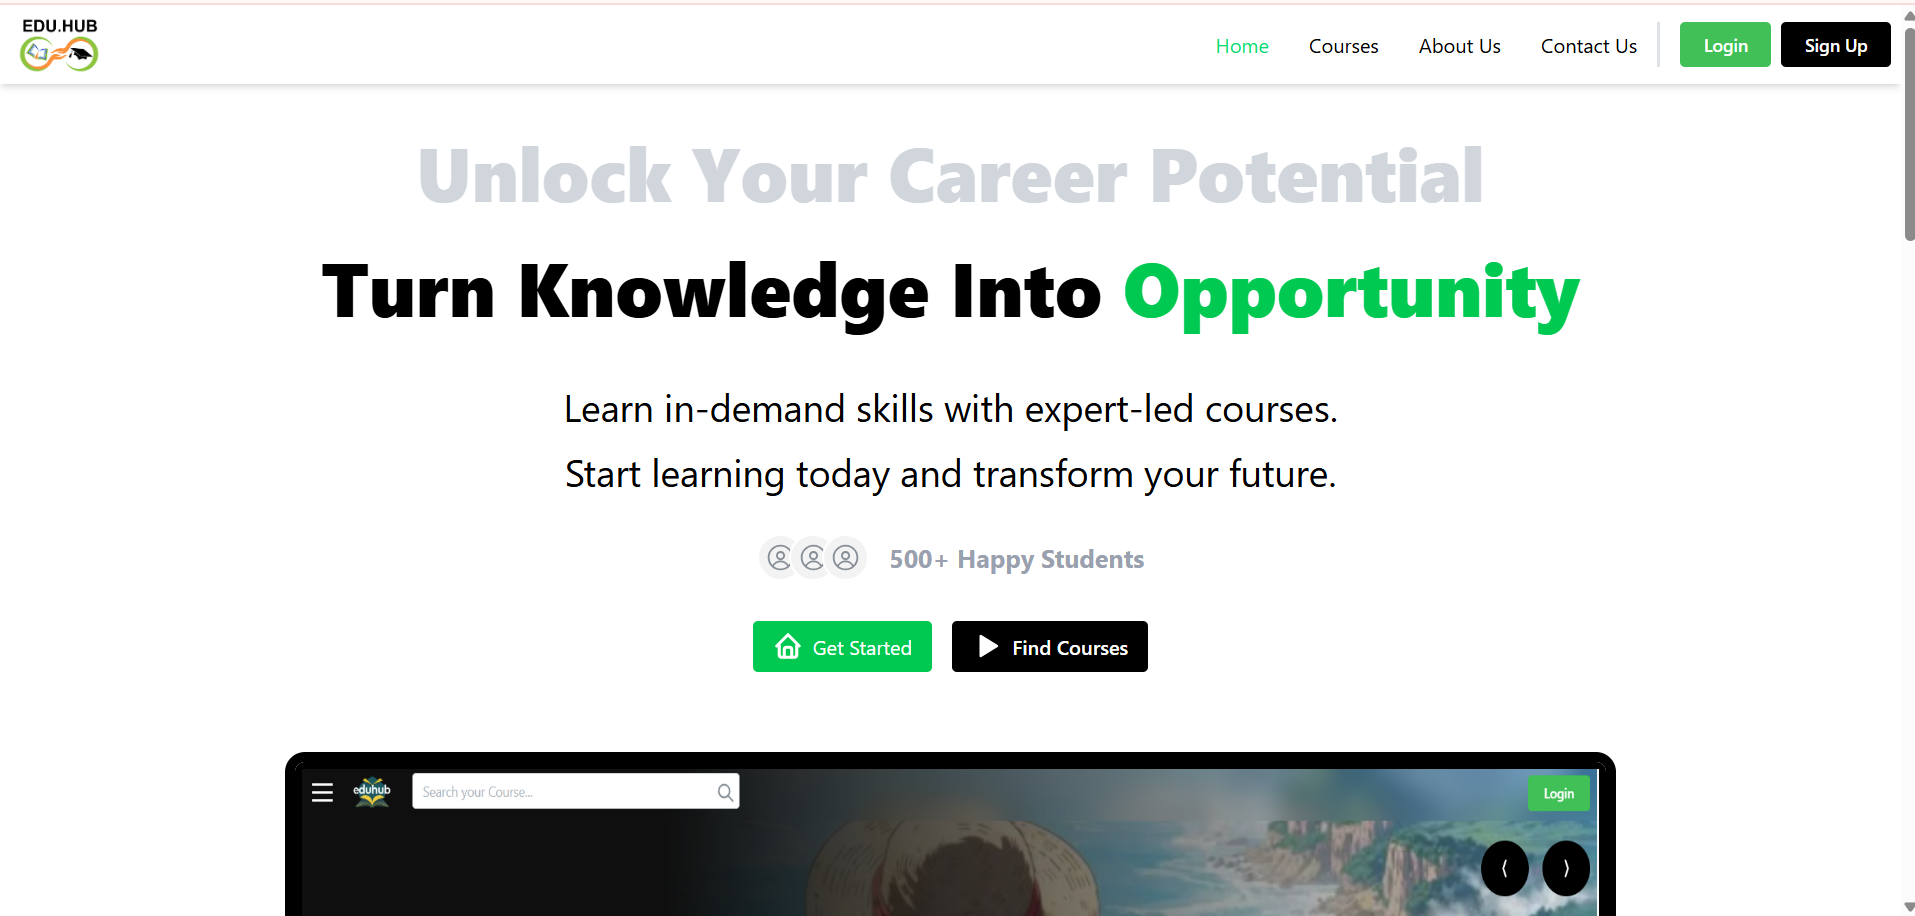 EDU.HUB
Home Courses About Us Contact Us Login Sign Up
Unlock Your Career Potential
Turn Knowledge Into Opportunity
Learn in-demand skills with expert-led courses.
Start learning today and transform your future.
500+ Happy Students
Get Started Find Courses
eduhub Search your Course... Login